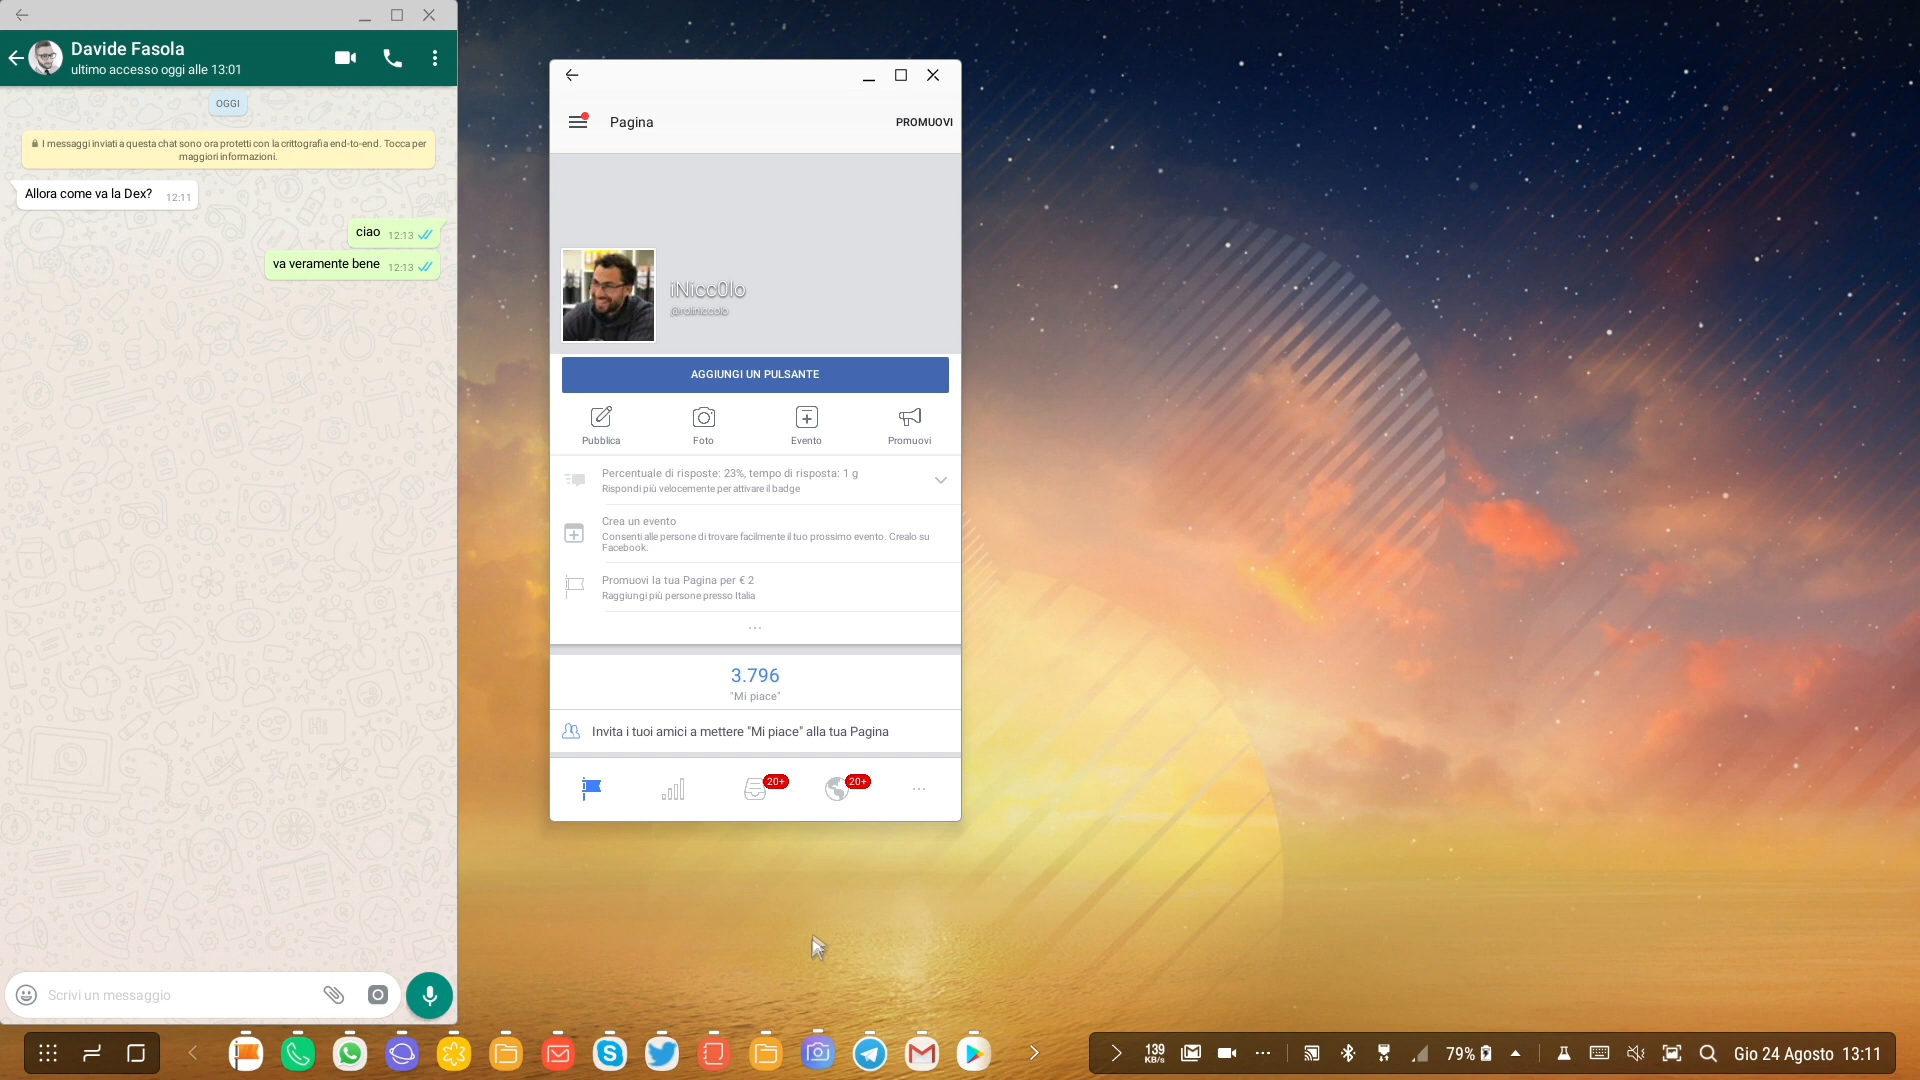 Davide Fasola
ultimo accesso oggi alle 13:01
OGGI
I messaggi inviati a questa chat sono ora protetti con la crittografia end-to-end. Tocca per
maggiori informazioni.
Allora come va la Dex? 12:11
ciao 12:13
va veramente bene 12:13
Scrivi un messaggio
Pagina
PROMUOVI
iNicc0lo
@rollniccolo
AGGIUNGI UN PULSANTE
Pubblica
Foto
Evento
Promuovi
Percentuale di risposte: 23%, tempo di risposta: 1 g
Rispondi più velocemente per attivare il badge
Crea un evento
Consenti alle persone di trovare facilmente il tuo prossimo evento. Crealo su
Facebook.
Promuovi la tua Pagina per € 2
Raggiungi più persone presso Italia
...
3.796
"Mi piace"
Invita i tuoi amici a mettere "Mi piace" alla tua Pagina
20+
20+
139
KB/s
79%
Gio 24 Agosto 13:11